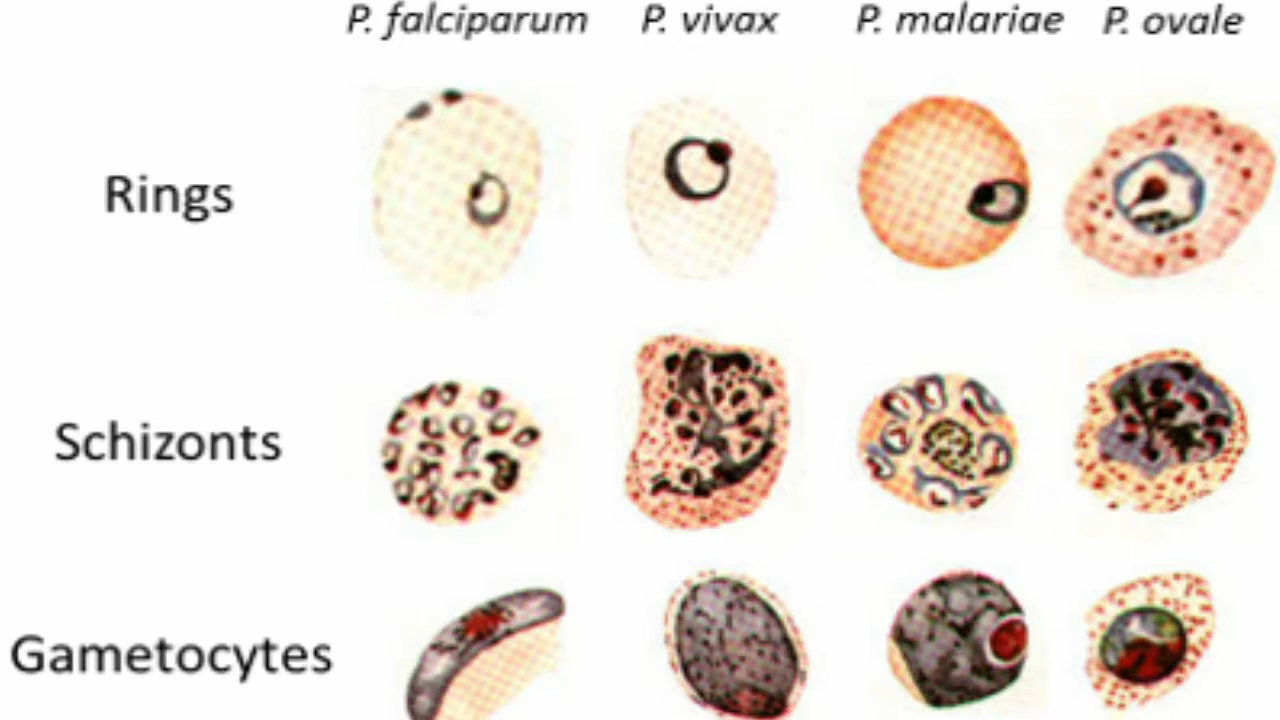 P. falciparum P. vivax P. malariae P. ovale
Rings
Schizonts
Gametocytes